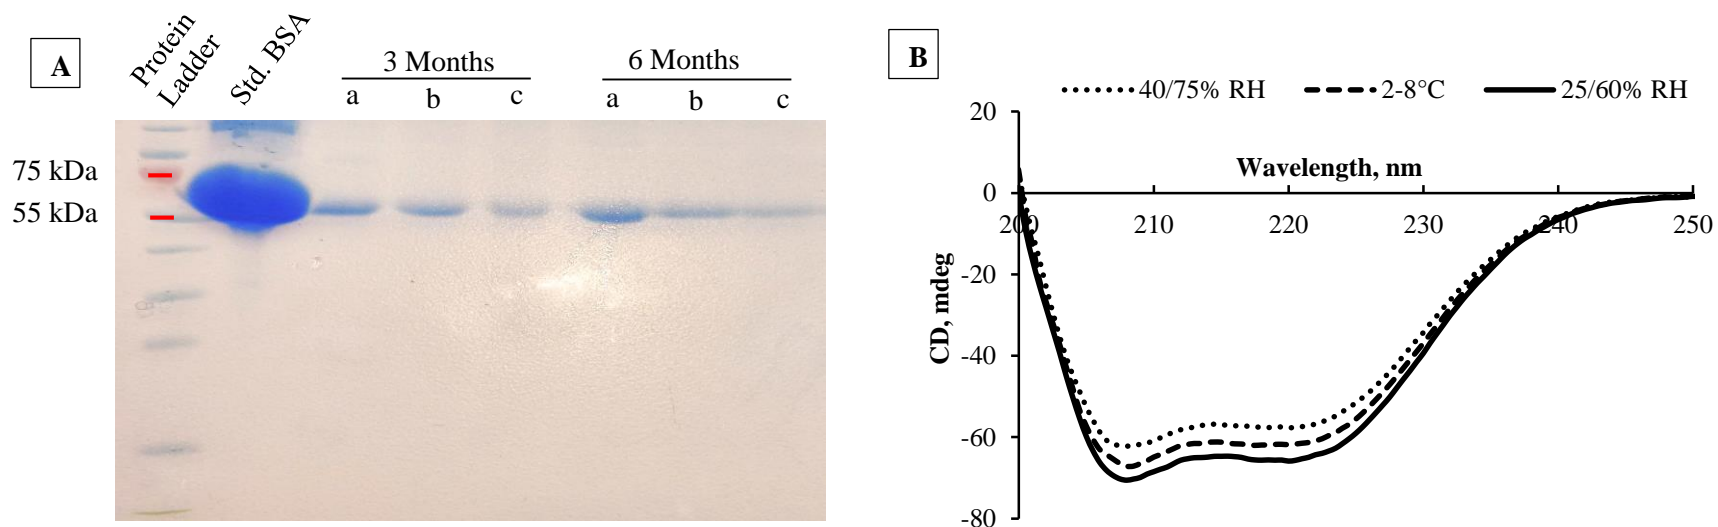 A
Protein
Ladder
Std. BSA
3 Months
6 Months
a b c a b c
75 kDa
55 kDa
B
40/75% RH 2-8°C 25/60% RH
20
Wavelength, nm
0
200 210 220 230 240 250
-20
CD, mdeg
-40
-60
-80